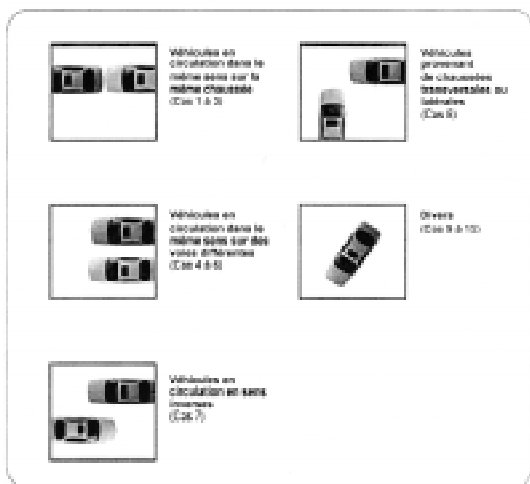 Véhicules en
circulation dans le
même sens sur la
même chaussée
(Cas 1 à 3)
Véhicules en
circulation dans le
même sens sur des
voies différentes
(Cas 4 à 6)
Véhicules en
circulation en sens
inverses
(Cas 7)
Véhicules
provenant
de chaussées
transversales ou
latérales
(Cas 8)
Divers
(Cas 9 à 13)